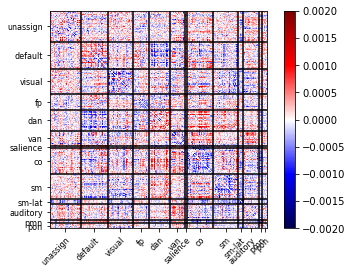 unassign
default
visual
fp
dan
van
salience
co
sm
sm-lat
auditory
pmn
pon
unassign
default
visual
fp
dan
van
salience
co
sm
sm-lat
auditory
0.0020
0.0015
0.0010
0.0005
0.0000
−0.0005
−0.0010
−0.0015
−0.0020